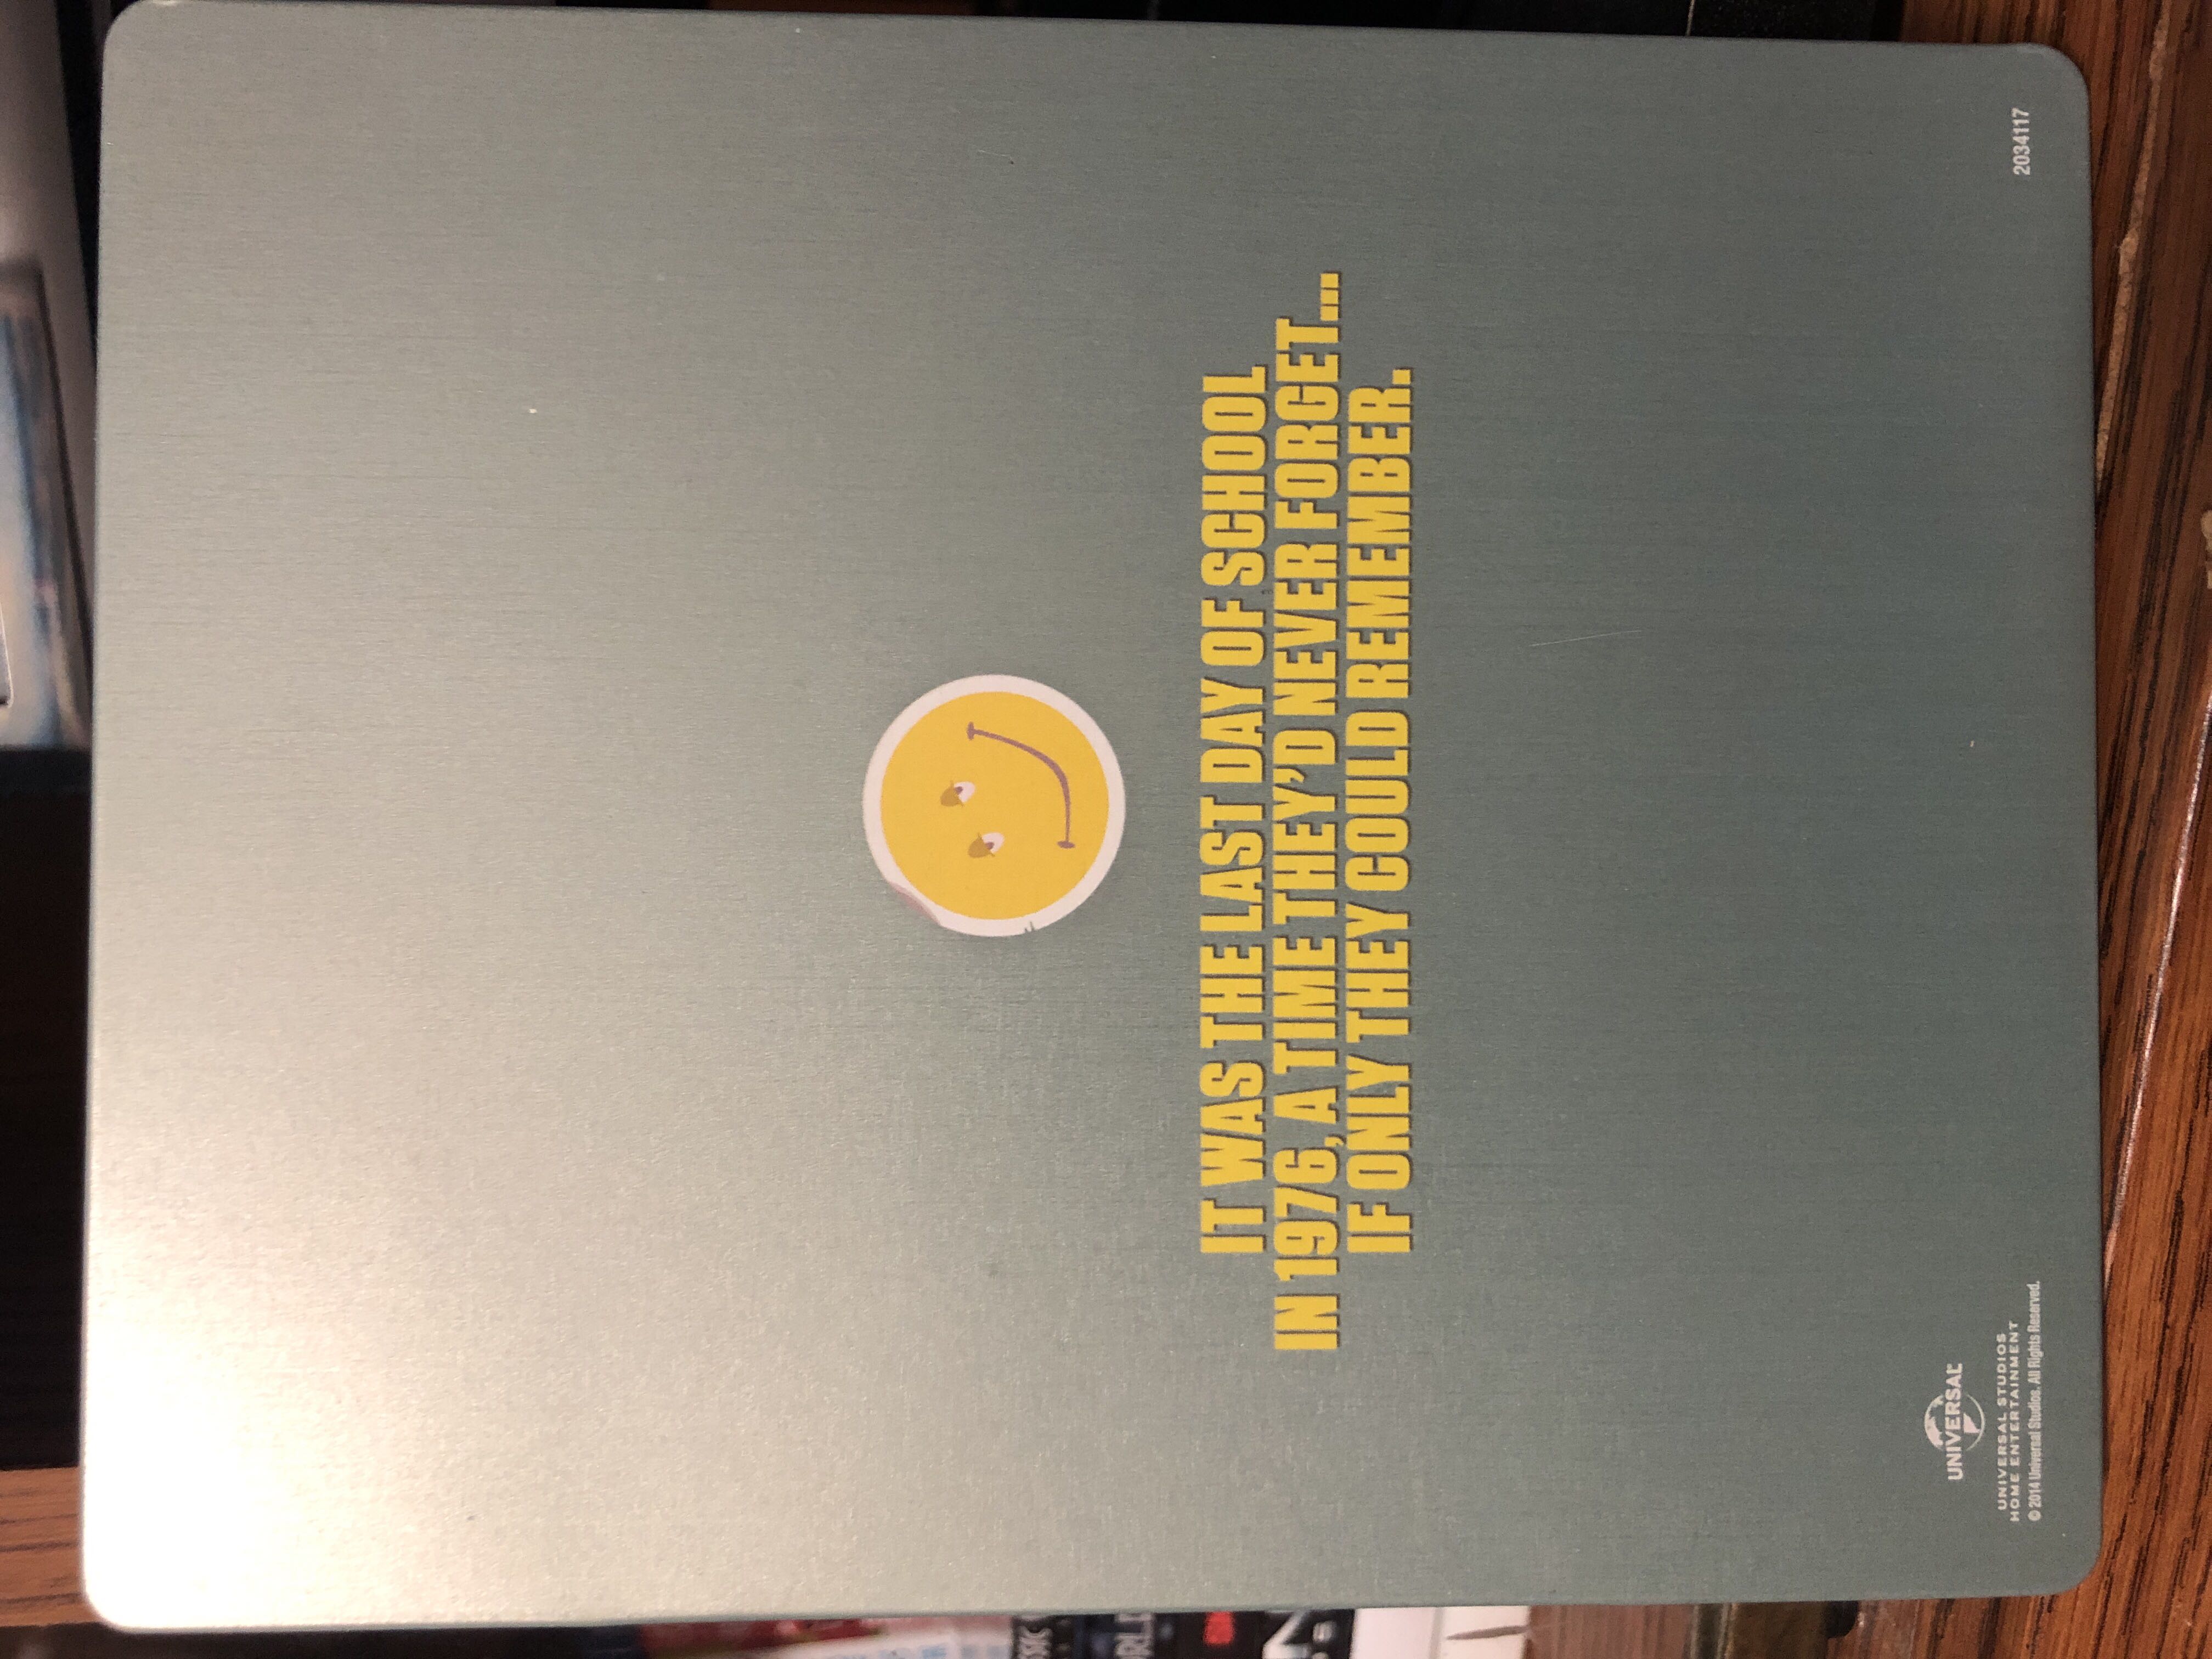 IT WAS THE LAST DAY OF SCHOOL
IN 1976, A TIME THEY'D NEVER FORGET...
IF ONLY THEY COULD REMEMBER.
UNIVERSAL
UNIVERSAL STUDIOS
HOME ENTERTAINMENT
© 2014 Universal Studios. All Rights Reserved.
2034117